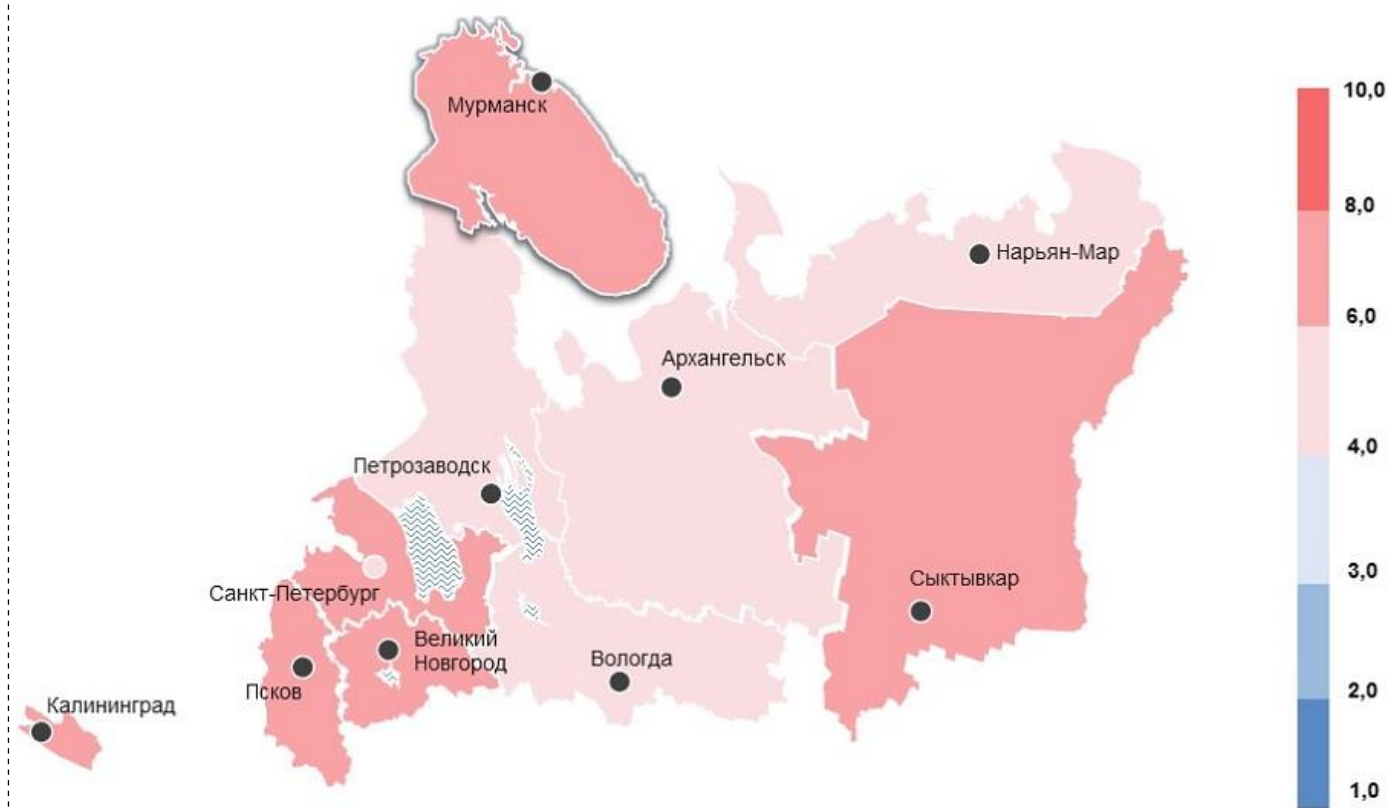 Мурманск
Нарьян-Мар
Архангельск
Петрозаводск
Санкт-Петербург
Сыктывкар
Великий
Новгород
Вологда
Псков
Калининград
10,0
8,0
6,0
4,0
3,0
2,0
1,0